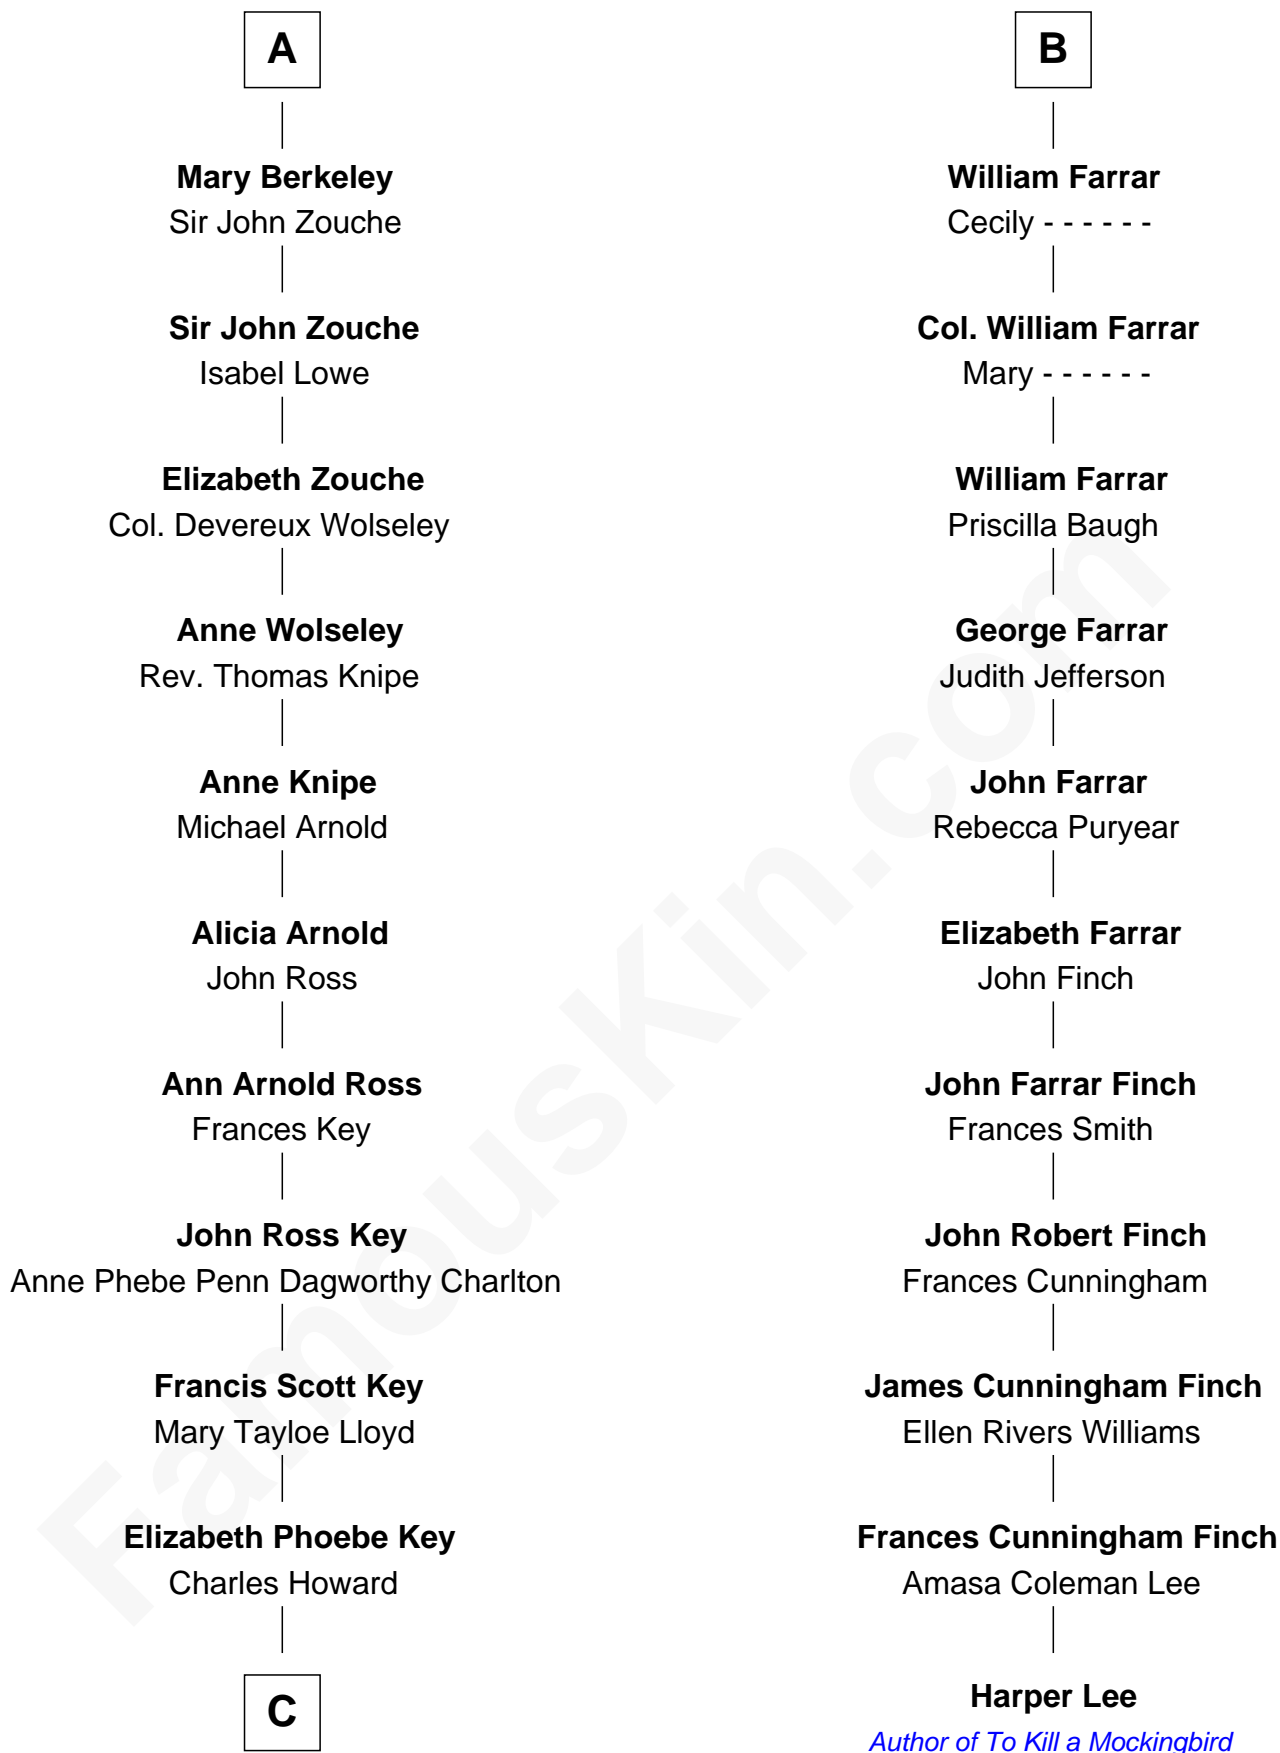 A
Mary Berkeley
Sir John Zouche
Sir John Zouche
Isabel Lowe
Elizabeth Zouche
Col. Devereux Wolseley
Anne Wolseley
Rev. Thomas Knipe
Anne Knipe
Michael Arnold
Alicia Arnold
John Ross
Ann Arnold Ross
Frances Key
John Ross Key
Anne Phebe Penn Dagworthy Charlton
Francis Scott Key
Mary Tayloe Lloyd
Elizabeth Phoebe Key
Charles Howard
C
B
William Farrar
Cecily - - - - - -
Col. William Farrar
Mary - - - - - -
William Farrar
Priscilla Baugh
George Farrar
Judith Jefferson
John Farrar
Rebecca Puryear
Elizabeth Farrar
John Finch
John Farrar Finch
Frances Smith
John Robert Finch
Frances Cunningham
James Cunningham Finch
Ellen Rivers Williams
Frances Cunningham Finch
Amasa Coleman Lee
Harper Lee
Author of To Kill a Mockingbird
FamousKin.com